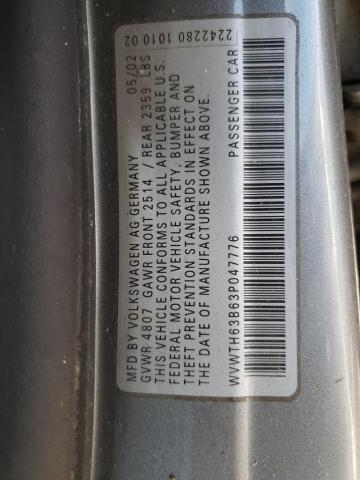 MFD BY VOLKSWAGEN AG GERMANY 05/02 2242280 1010 02
GVWR 4807 GAWR FRONT 2514 / REAR 2359 LBS
THIS VEHICLE CONFORMS TO ALL APPLICABLE U.S.
FEDERAL MOTOR VEHICLE SAFETY, BUMPER AND
THEFT PREVENTION STANDARDS IN EFFECT ON
DATE OF MANUFACTURE SHOWN ABOVE.
WVWTH63B63P047776 PASSENGER CAR